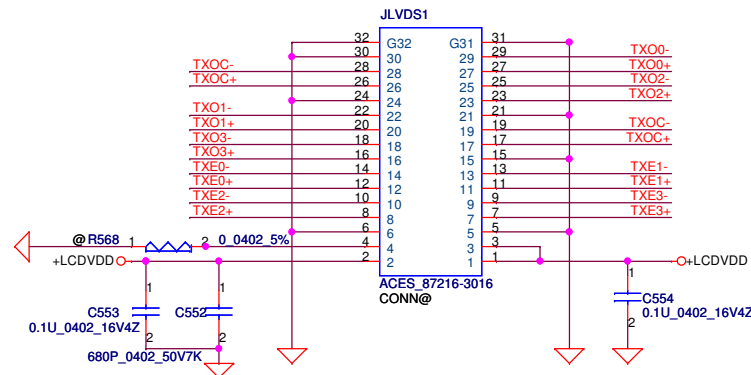 JLVDS1
32 G32 G31 31
30 30 29 29 TXO0-
TXOC- 28 28 27 27 TXO0+
TXOC+ 26 26 25 25 TXO2-
24 24 23 23 TXO2+
TXO1- 22 22 21 21
TXO1+ 20 20 19 19 TXOC-
TXO3- 18 18 17 17 TXOC+
TXO3+ 16 16 15 15
TXE0- 14 14 13 13 TXE1-
TXE0+ 12 12 11 11 TXE1+
TXE2- 10 10 9 9 TXE3-
TXE2+ 8 8 7 7 TXE3+
6 6 5 5
@R568 1 2 0_0402_5% 4 4 3 3
+LCDVDD 2 2 1 1 +LCDVDD
ACES_87216-3016
CONN@
1 1 1
C553 C552 C554
0.1U_0402_16V4Z 0.1U_0402_16V4Z
2 2 2
680P_0402_50V7K